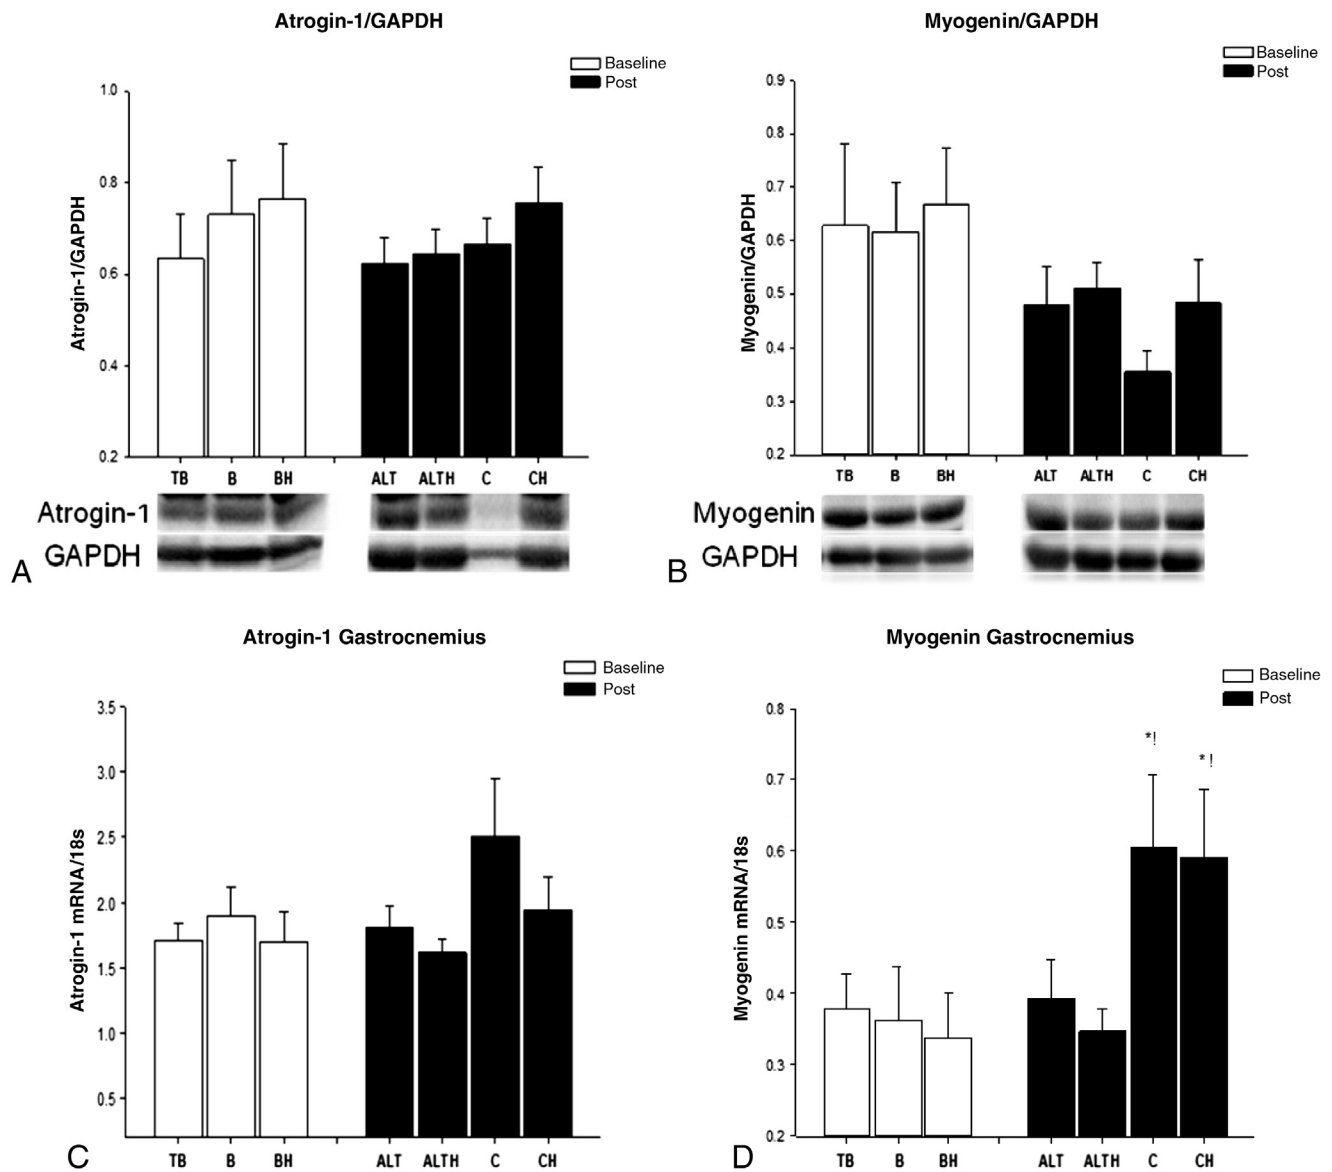 Atrogin-1/GAPDH
Baseline
Post
1.0
0.8
0.6
0.4
0.2
Atrogin-1/GAPDH
TB B BH ALT ALTH C CH
Atrogin-1
GAPDH
A
Myogenin/GAPDH
Baseline
Post
0.9
0.8
0.7
0.6
0.5
0.4
0.3
0.2
Myogenin/GAPDH
TB B BH ALT ALTH C CH
Myogenin
GAPDH
B
Atrogin-1 Gastrocnemius
Baseline
Post
3.5
3.0
2.5
2.0
1.5
1.0
0.5
Atrogin-1 mRNA/18s
TB B BH ALT ALTH C CH
C
Myogenin Gastrocnemius
Baseline
Post
0.8
0.7
0.6
0.5
0.4
0.3
0.2
Myogenin mRNA/18s
*!
*!
TB B BH ALT ALTH C CH
D